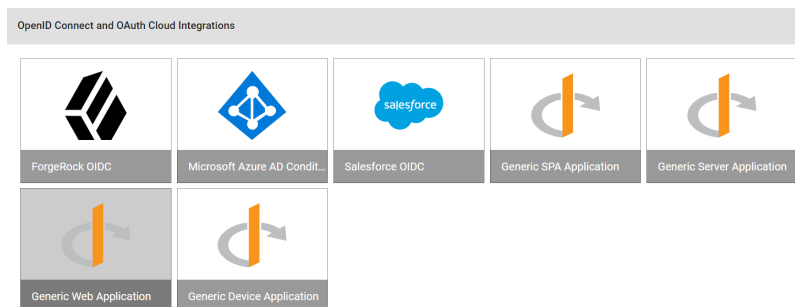 OpenID Connect and OAuth Cloud Integrations
salesforce
ForgeRock OIDC
Microsoft Azure AD Condit...
Salesforce OIDC
Generic SPA Application
Generic Server Application
Generic Web Application
Generic Device Application